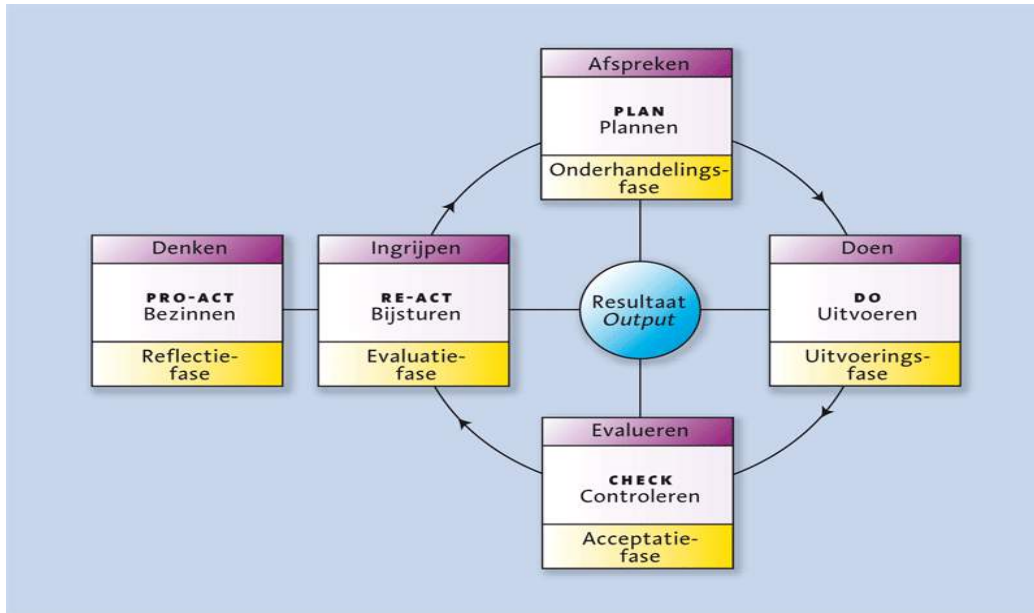 Afspreken
PLAN
Plannen
Onderhandelings-
fase
Denken
PRO-ACT
Bezinnen
Reflectie-
fase
Ingrijpen
RE-ACT
Bijsturen
Evaluatie-
fase
Resultaat
Output
Doen
DO
Uitvoeren
Uitvoerings-
fase
Evalueren
CHECK
Controleren
Acceptatie-
fase